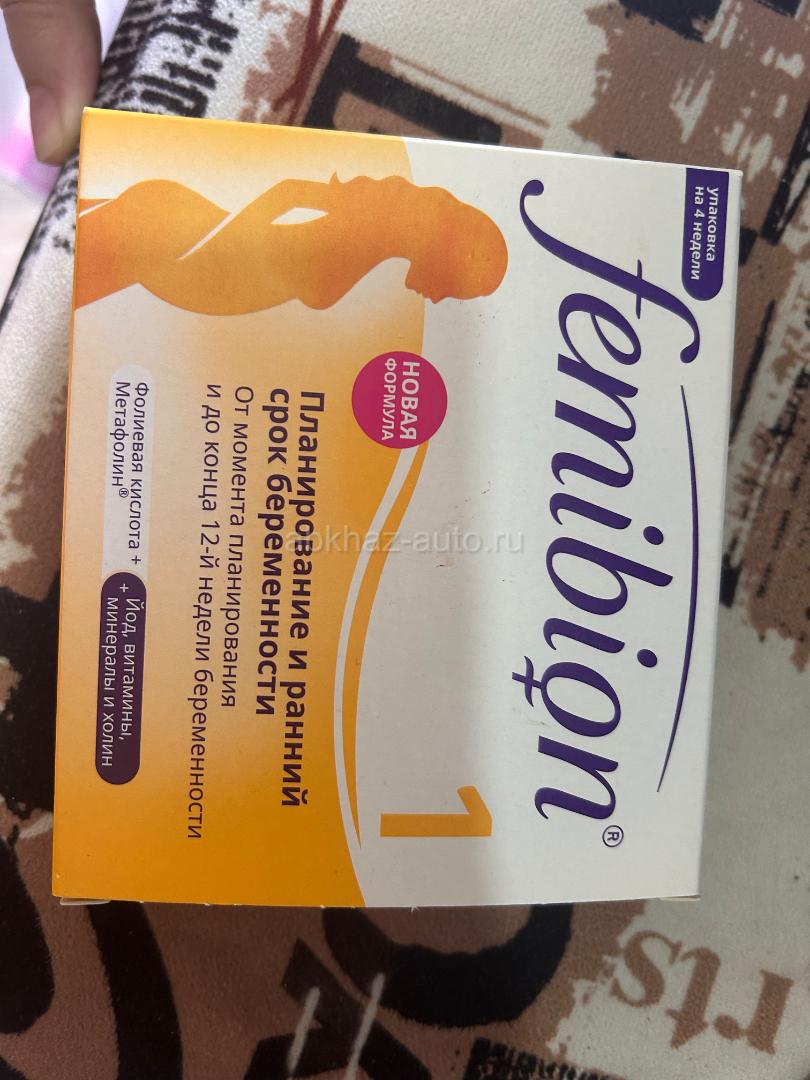 упаковка
на 4 недели
femibion®
1
НОВАЯ
ФОРМУЛА
Планирование и ранний
срок беременности
От момента планирования
и до конца 12-й недели беременности
Фолиевая кислота +
Метафолин®
+ Йод, витамины,
минералы и холин
abkhaz-auto.ru
rts